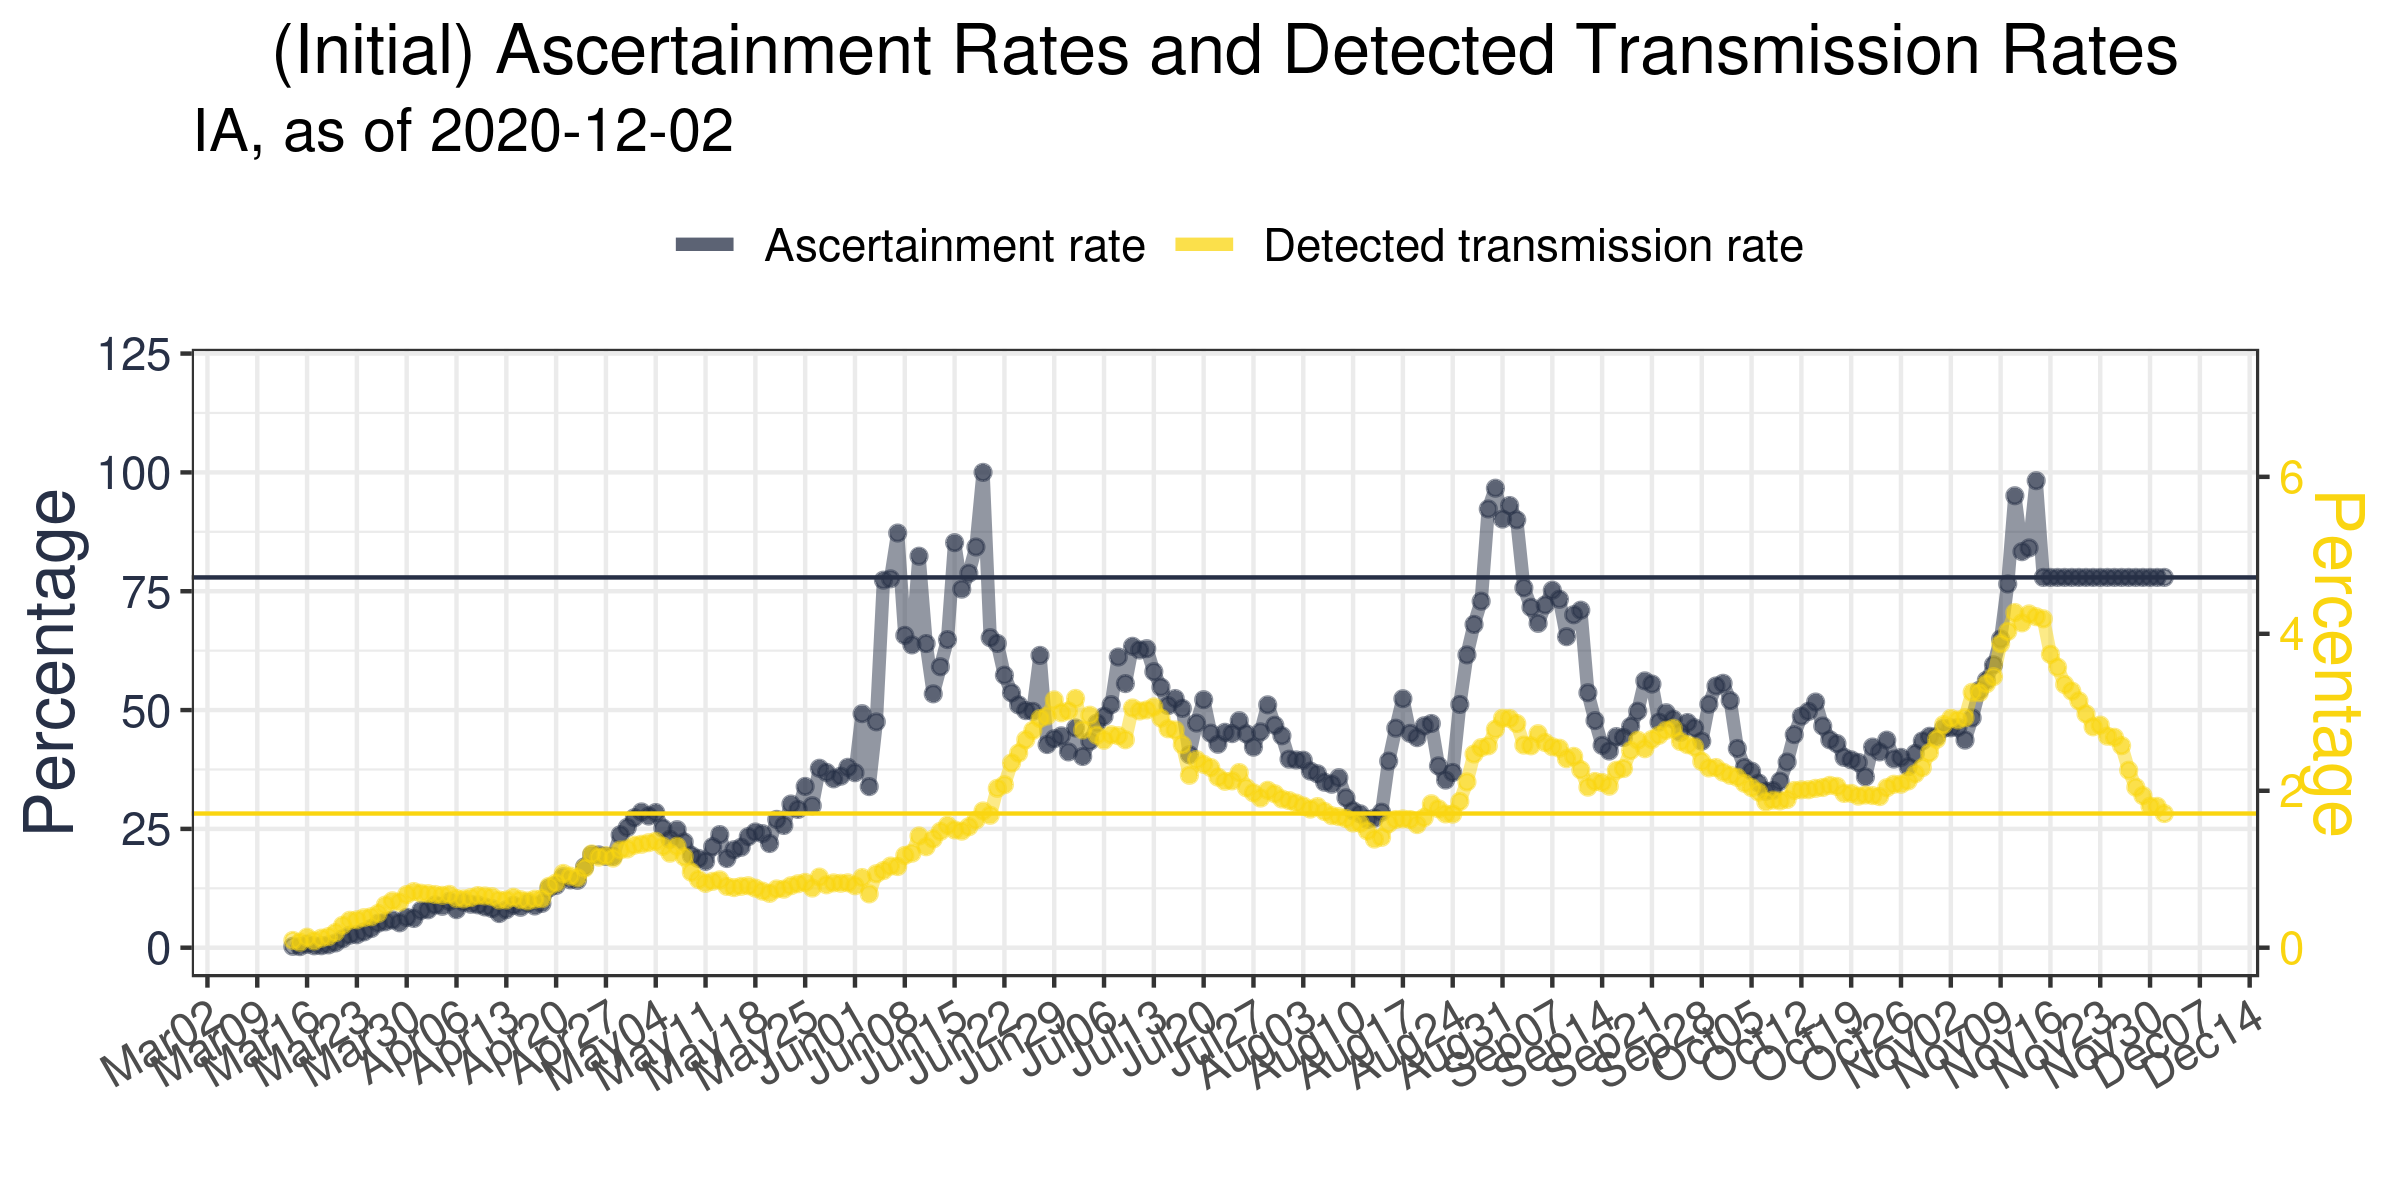 (Initial) Ascertainment Rates and Detected Transmission Rates
IA, as of 2020-12-02
Ascertainment rate
Detected transmission rate
125
100
75
50
25
0
Percentage
6
4
2
0
Percentage
Mar02
Mar09
Mar16
Mar23
Mar30
Apr06
Apr13
Apr20
Apr27
May04
May11
May18
May25
Jun01
Jun08
Jun15
Jun22
Jun29
Jul06
Jul13
Jul20
Jul27
Aug03
Aug10
Aug17
Aug24
Aug31
Sep07
Sep14
Sep21
Sep28
Oct05
Oct12
Oct19
Oct26
Nov02
Nov09
Nov16
Nov23
Nov30
Dec07
Dec14